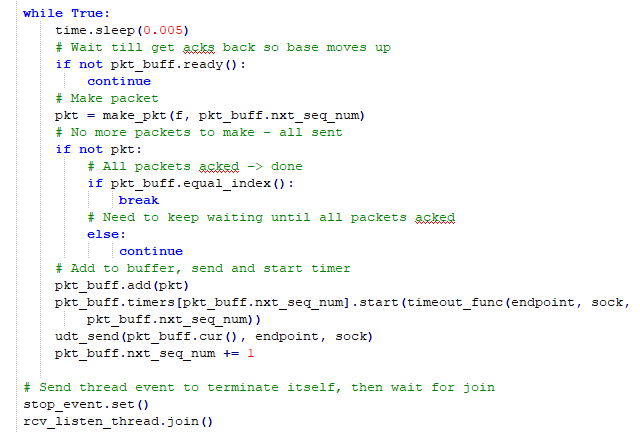 while True:
    time.sleep(0.005)
    # Wait till get acks back so base moves up
    if not pkt_buff.ready():
        continue
    # Make packet
    pkt = make_pkt(f, pkt_buff.nxt_seq_num)
    # No more packets to make - all sent
    if not pkt:
        # All packets acked -> done
        if pkt_buff.equal_index():
            break
        # Need to keep waiting until all packets acked
        else:
            continue
    # Add to buffer, send and start timer
    pkt_buff.add(pkt)
    pkt_buff.timers[pkt_buff.nxt_seq_num].start(timeout_func(endpoint, sock,
        pkt_buff.nxt_seq_num))
    udt_send(pkt_buff.cur(), endpoint, sock)
    pkt_buff.nxt_seq_num += 1

# Send thread event to terminate itself, then wait for join
stop_event.set()
rcv_listen_thread.join()